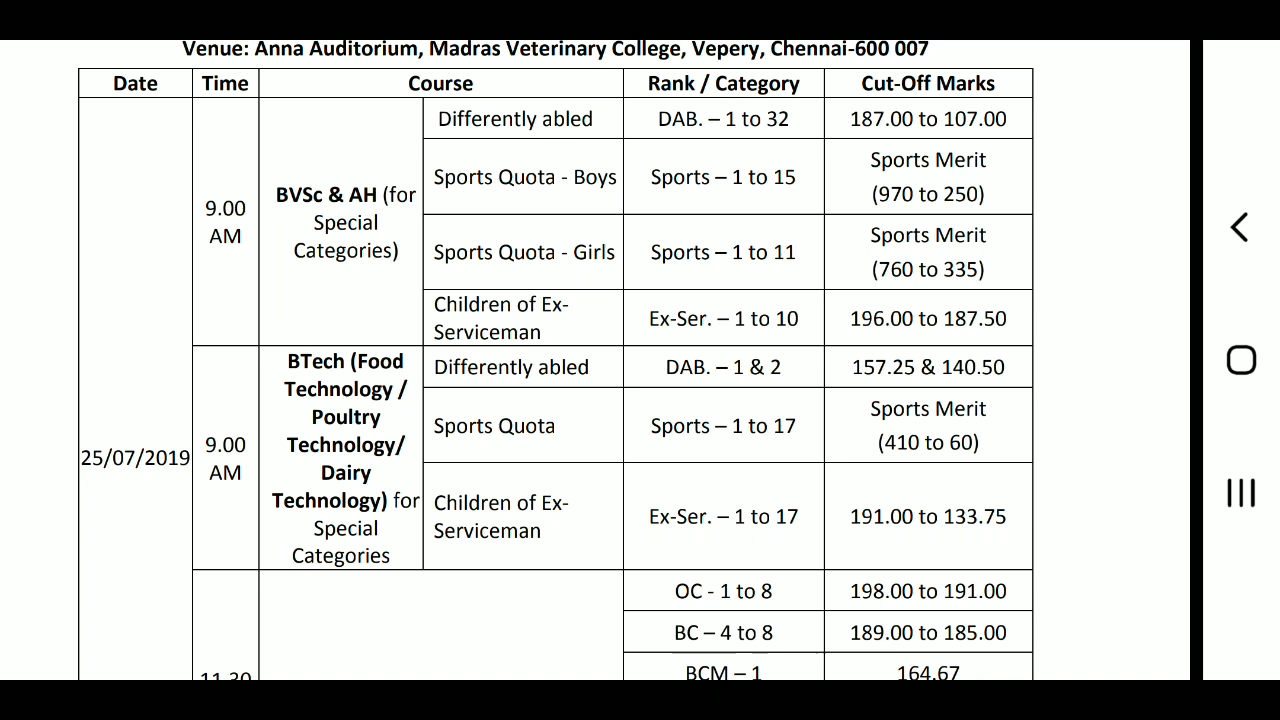 Venue: Anna Auditorium, Madras Veterinary College, Vepery, Chennai-600 007
Date Time Course Rank / Category Cut-Off Marks
25/07/2019
9.00
AM
BVSc & AH (for
Special
Categories)
Differently abled DAB. – 1 to 32 187.00 to 107.00
Sports Quota - Boys Sports – 1 to 15 Sports Merit
(970 to 250)
Sports Quota - Girls Sports – 1 to 11 Sports Merit
(760 to 335)
Children of Ex-
Serviceman Ex-Ser. – 1 to 10 196.00 to 187.50
9.00
AM
BTech (Food
Technology /
Poultry
Technology/
Dairy
Technology) for
Special
Categories
Differently abled DAB. – 1 & 2 157.25 & 140.50
Sports Quota Sports – 1 to 17 Sports Merit
(410 to 60)
Children of Ex-
Serviceman Ex-Ser. – 1 to 17 191.00 to 133.75
11.30
OC - 1 to 8 198.00 to 191.00
BC – 4 to 8 189.00 to 185.00
BCM – 1 164.67